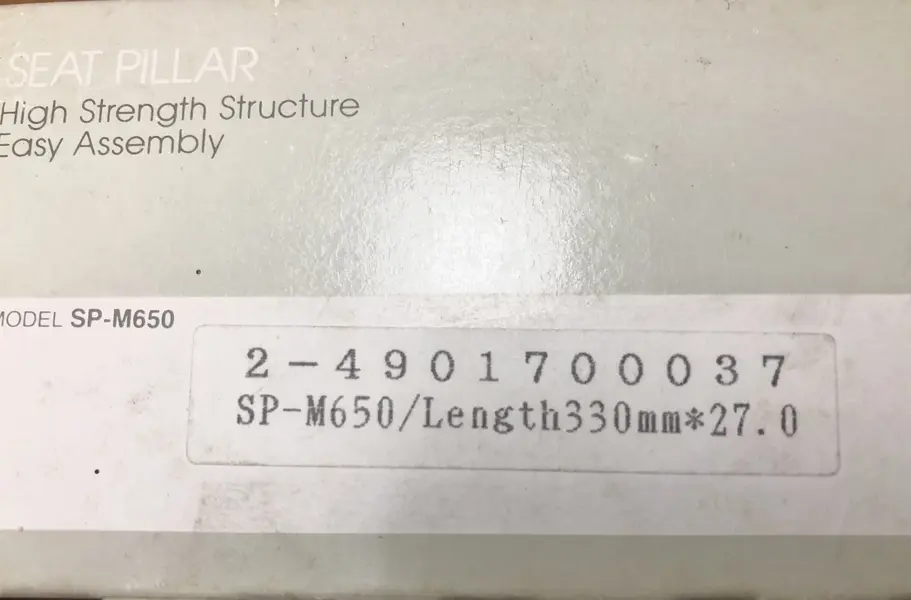 SEAT PILLAR
High Strength Structure
Easy Assembly
MODEL SP-M650
2-4901700037
SP-M650/Length330mm*27.0